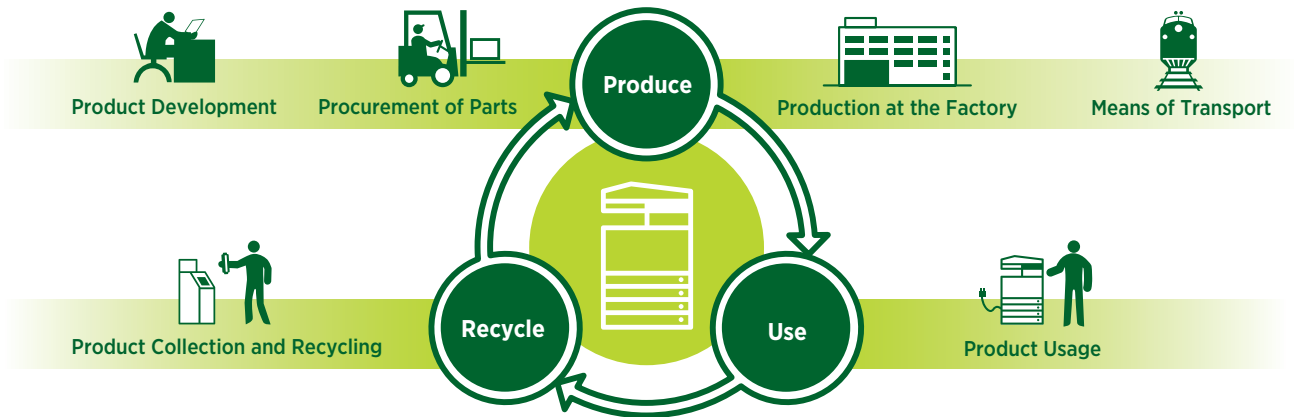 Produce
Product Development
Procurement of Parts
Production at the Factory
Means of Transport
Recycle
Use
Product Collection and Recycling
Product Usage